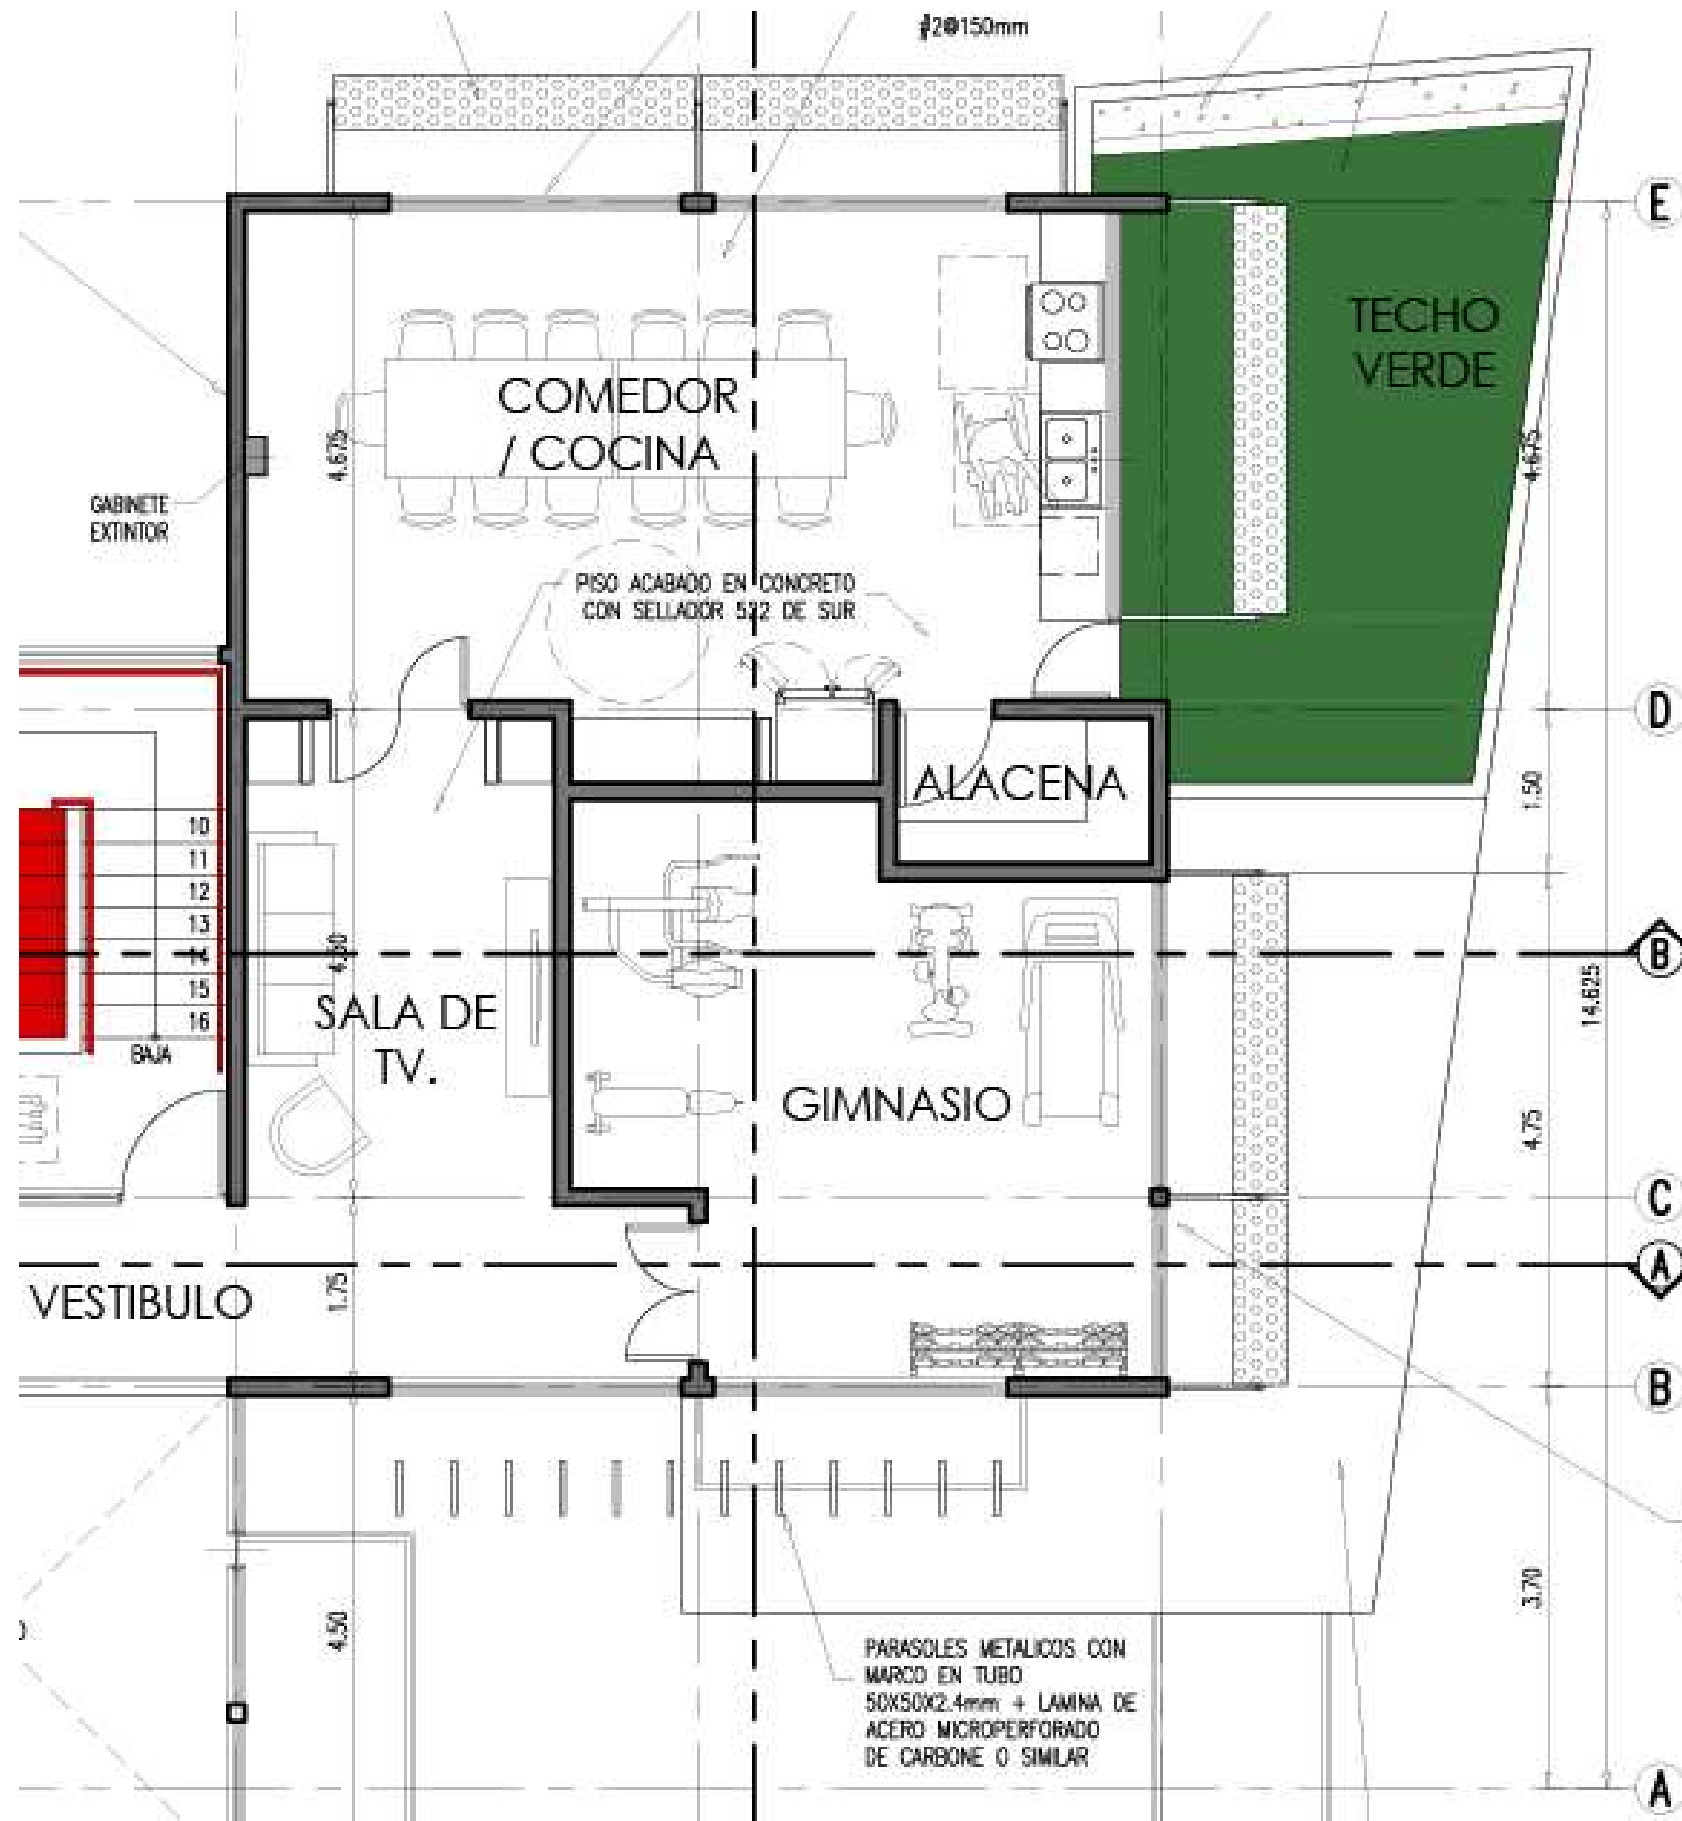 #2@150mm
E
TECHO
VERDE
COMEDOR
/ COCINA
4.675
4.675
GABINETE
EXTINTOR
PISO ACABADO EN CONCRETO
CON SELLADOR 522 DE SUR
D
ALACENA
1.50
10
11
12
13
14
15
16
BAJA
4.50
B
14.625
SALA DE
TV.
GIMNASIO
4.75
C
A
VESTIBULO
1.75
B
3.70
4.50
PARASOLES METALICOS CON
MARCO EN TUBO
50X50X2.4mm + LAMINA DE
ACERO MICROPERFORADO
DE CARBONE O SIMILAR
A